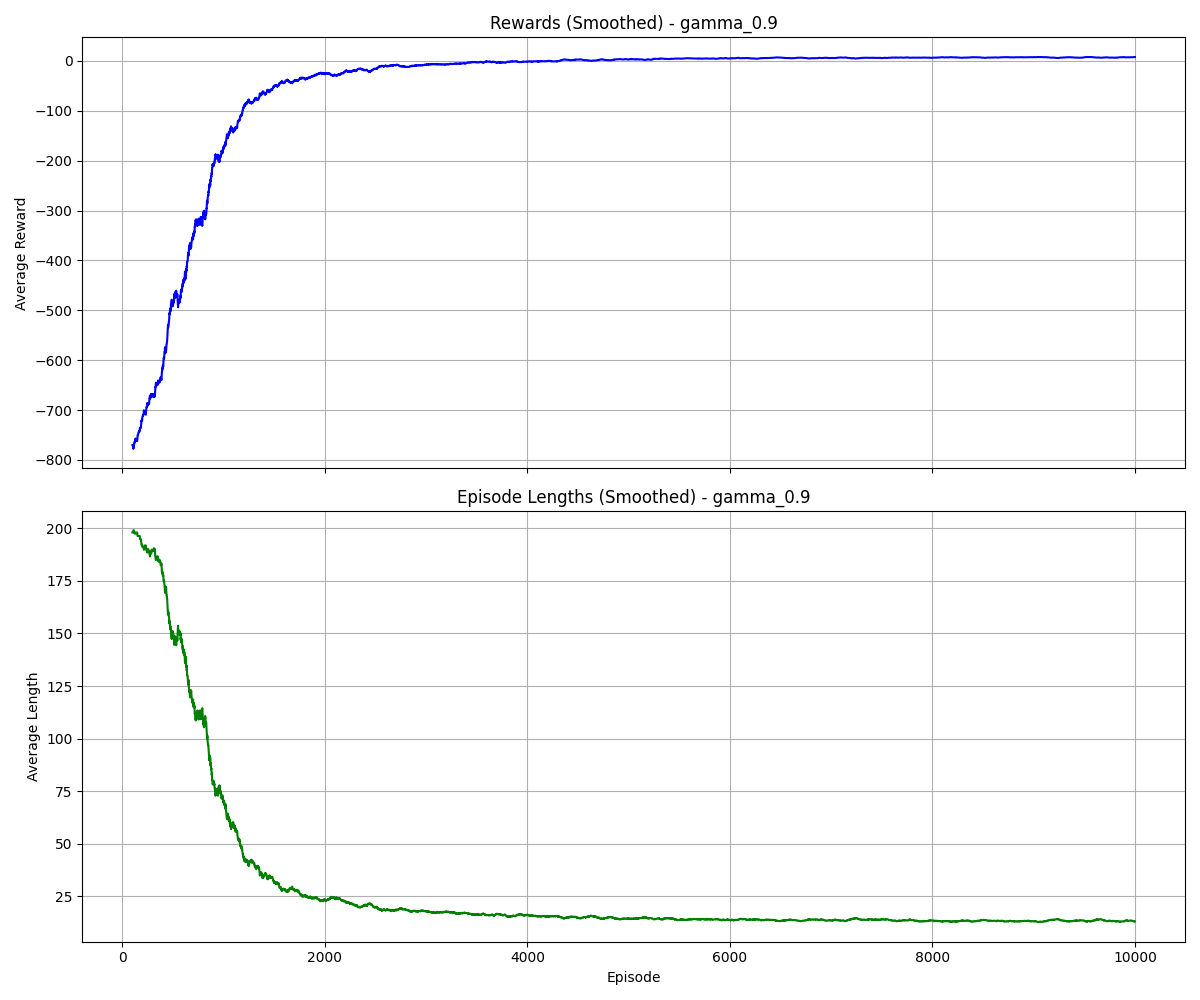 Rewards (Smoothed) - gamma_0.9
Average Reward
0
−100
−200
−300
−400
−500
−600
−700
−800
Episode Lengths (Smoothed) - gamma_0.9
Average Length
200
175
150
125
100
75
50
25
0 2000 4000 6000 8000 10000
Episode